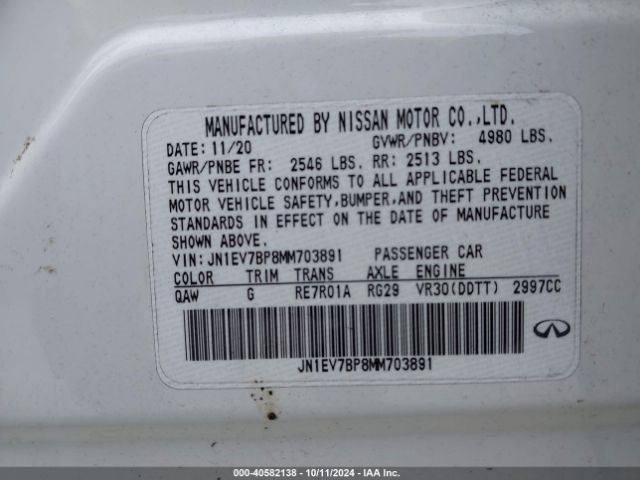 MANUFACTURED BY NISSAN MOTOR CO.,LTD.
DATE: 11/20 GVWR/PNBV: 4980 LBS.
GAWR/PNBE FR: 2546 LBS. RR: 2513 LBS.
THIS VEHICLE CONFORMS TO ALL APPLICABLE FEDERAL
MOTOR VEHICLE SAFETY,BUMPER,AND THEFT PREVENTION
STANDARDS IN EFFECT ON THE DATE OF MANUFACTURE
SHOWN ABOVE.
VIN: JN1EV7BP8MM703891 PASSENGER CAR
COLOR TRIM TRANS AXLE ENGINE
QAW G RE7R01A RG29 VR30(DDTT) 2997CC
JN1EV7BP8MM703891
000-40582138 - 10/11/2024 - IAA Inc.